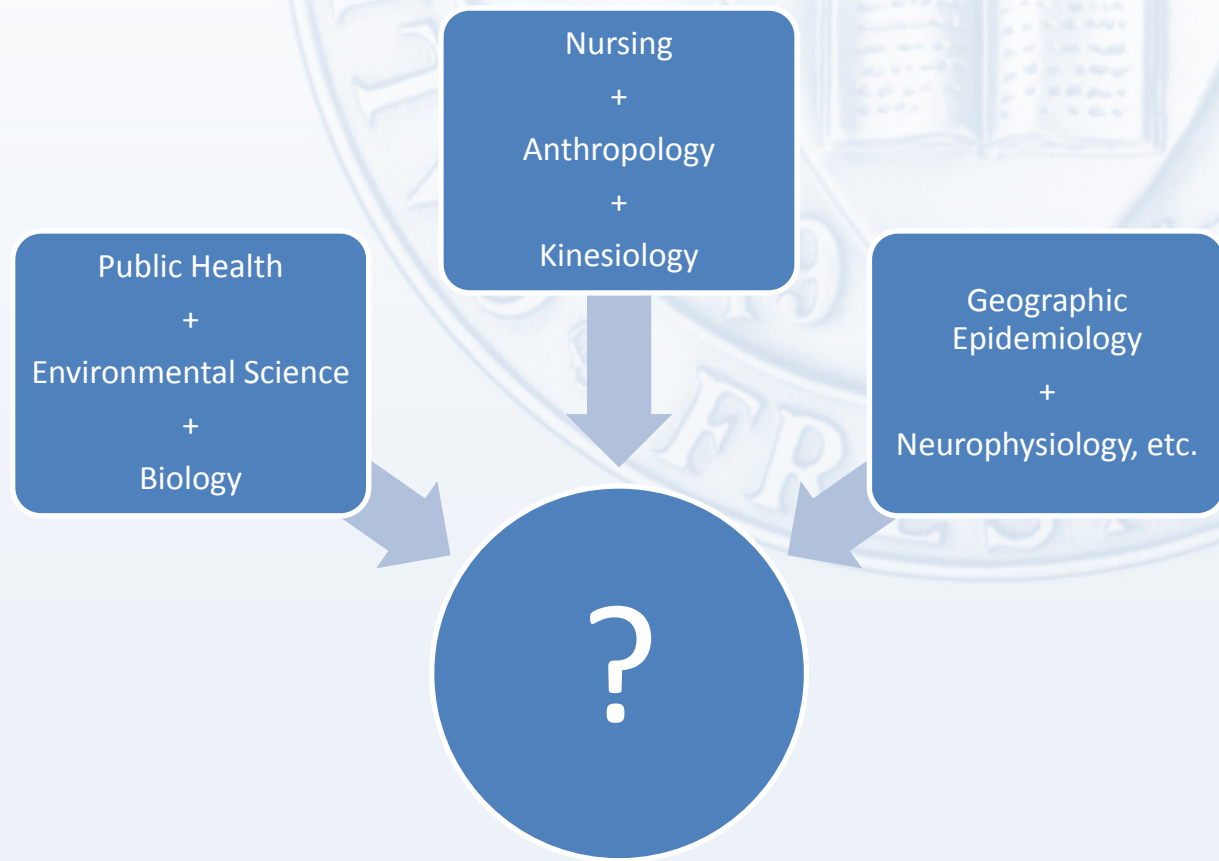 Nursing
+
Anthropology
+
Kinesiology
Public Health
+
Environmental Science
+
Biology
Geographic
Epidemiology
+
Neurophysiology, etc.
?